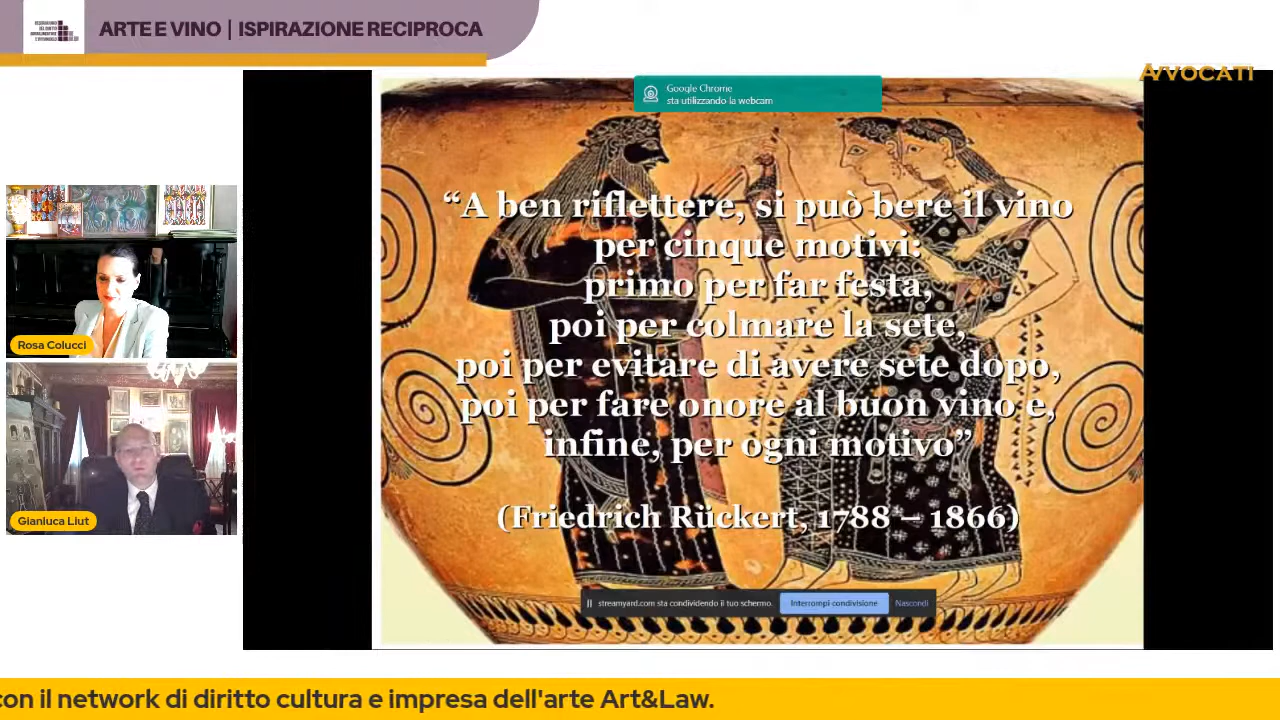 ARTE E VINO | ISPIRAZIONE RECIPROCA
AVVOCATI
Google Chrome
sta utilizzando la webcam
“A ben riflettere, si può bere il vino
per cinque motivi:
primo per far festa,
poi per colmare la sete,
poi per evitare di avere sete dopo,
poi per fare onore al buon vino e,
infine, per ogni motivo”
(Friedrich Rückert, 1788 – 1866)
Rosa Colucci
Gianluca Liut
streamyard.com sta condividendo il tuo schermo.
Interrompi condivisione
Nascondi
con il network di diritto cultura e impresa dell'arte Art&Law.